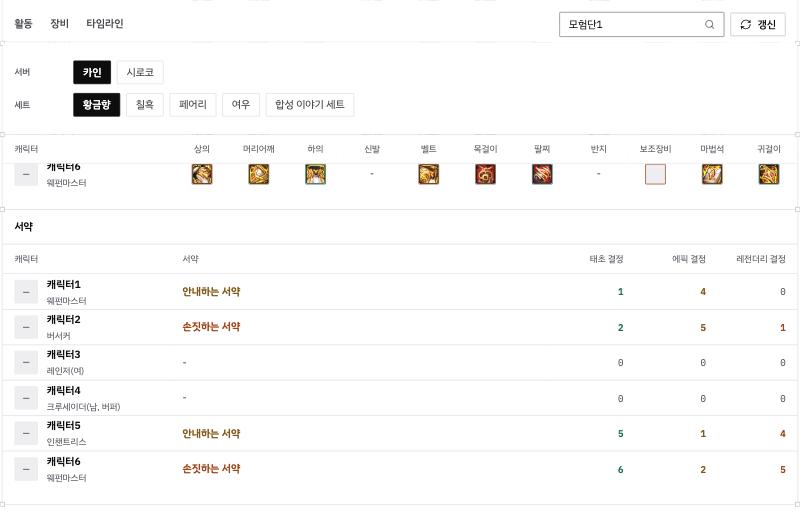 활동 장비 타임라인 모험단1 갱신
서버 카인 시로코
세트 황금향 칠흑 페어리 여우 합성 이야기 세트
캐릭터 상의 머리어깨 하의 신발 벨트 목걸이 팔찌 반지 보조장비 마법석 귀걸이
캐릭터6
- - -
웨펀마스터
서약
캐릭터 서약 태초 결정 에픽 결정 레전더리 결정
캐릭터1
- 안내하는 서약 1 4 0
웨펀마스터
캐릭터2
- 손짓하는 서약 2 5 1
버서커
캐릭터3
- - 0 0 0
레인저(여)
캐릭터4
- - 0 0 0
크루세이더(남, 버퍼)
캐릭터5
- 안내하는 서약 5 1 4
인챈트리스
캐릭터6
- 손짓하는 서약 6 2 5
웨펀마스터